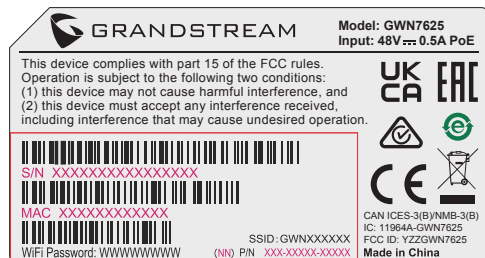 GRANDSTREAM
Model: GWN7625
Input: 48V⎓0.5A PoE
This device complies with part 15 of the FCC rules.
Operation is subject to the following two conditions:
(1) this device may not cause harmful interference, and
(2) this device must accept any interference received,
including interference that may cause undesired operation.
UK
CA
EAC
e
CE
S/N XXXXXXXXXXXXXXXX
MAC XXXXXXXXXXXX
SSID:GWNXXXXXX
WiFi Password: WWWWWWWWW
(NN) P/N XXX-XXXXX-XXXXX
CAN ICES-3(B)/NMB-3(B)
IC: 11964A-GWN7625
FCC ID: YZZGWN7625
Made in China